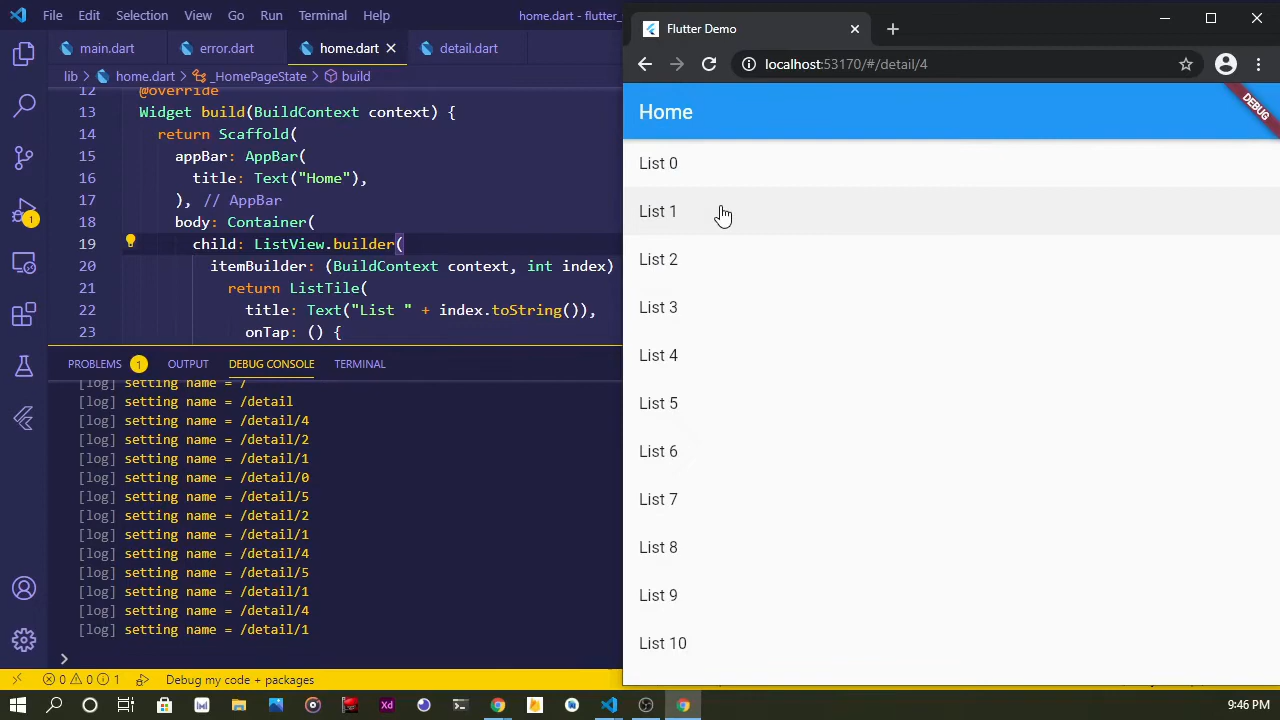 File Edit Selection View Go Run Terminal Help home.dart - flutter_
main.dart error.dart home.dart detail.dart
lib > home.dart > _HomePageState > build
12 @override
13 Widget build(BuildContext context) {
14 return Scaffold(
15 appBar: AppBar(
16 title: Text("Home"),
17 ), // AppBar
18 body: Container(
19 child: ListView.builder(
20 itemBuilder: (BuildContext context, int index)
21 return ListTile(
22 title: Text("List " + index.toString()),
23 onTap: () {
1
PROBLEMS 1 OUTPUT DEBUG CONSOLE TERMINAL
[log] setting name = /
[log] setting name = /detail
[log] setting name = /detail/4
[log] setting name = /detail/2
[log] setting name = /detail/1
[log] setting name = /detail/0
[log] setting name = /detail/5
[log] setting name = /detail/2
[log] setting name = /detail/1
[log] setting name = /detail/4
[log] setting name = /detail/5
[log] setting name = /detail/1
[log] setting name = /detail/4
[log] setting name = /detail/1
>
0 0 1 Debug my code + packages
Flutter Demo
localhost:53170/#/detail/4
Home
DEBUG
List 0
List 1
List 2
List 3
List 4
List 5
List 6
List 7
List 8
List 9
List 10
Xd
9:46 PM